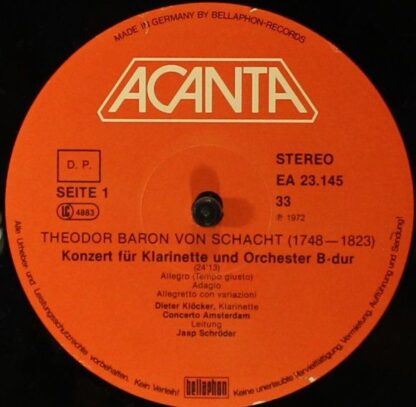 MADE IN GERMANY BY BELLAPHON-RECORDS
ACANTA
D. P.
SEITE 1
LC 4883
STEREO
EA 23.145
33
℗ 1972
THEODOR BARON VON SCHACHT (1748—1823)
Konzert für Klarinette und Orchester B-dur
(24'13)
Allegro (Tempo giusto)
Adagio
Allegretto con variazioni
Dieter Klöcker, Klarinette
Concerto Amsterdam
Leitung
Jaap Schröder
Alle Urheber- und Leistungsschutzrechte vorbehalten. Kein Verleih! Keine unerlaubte Vervielfältigung, Vermietung, Aufführung und Sendung!
bellaphon